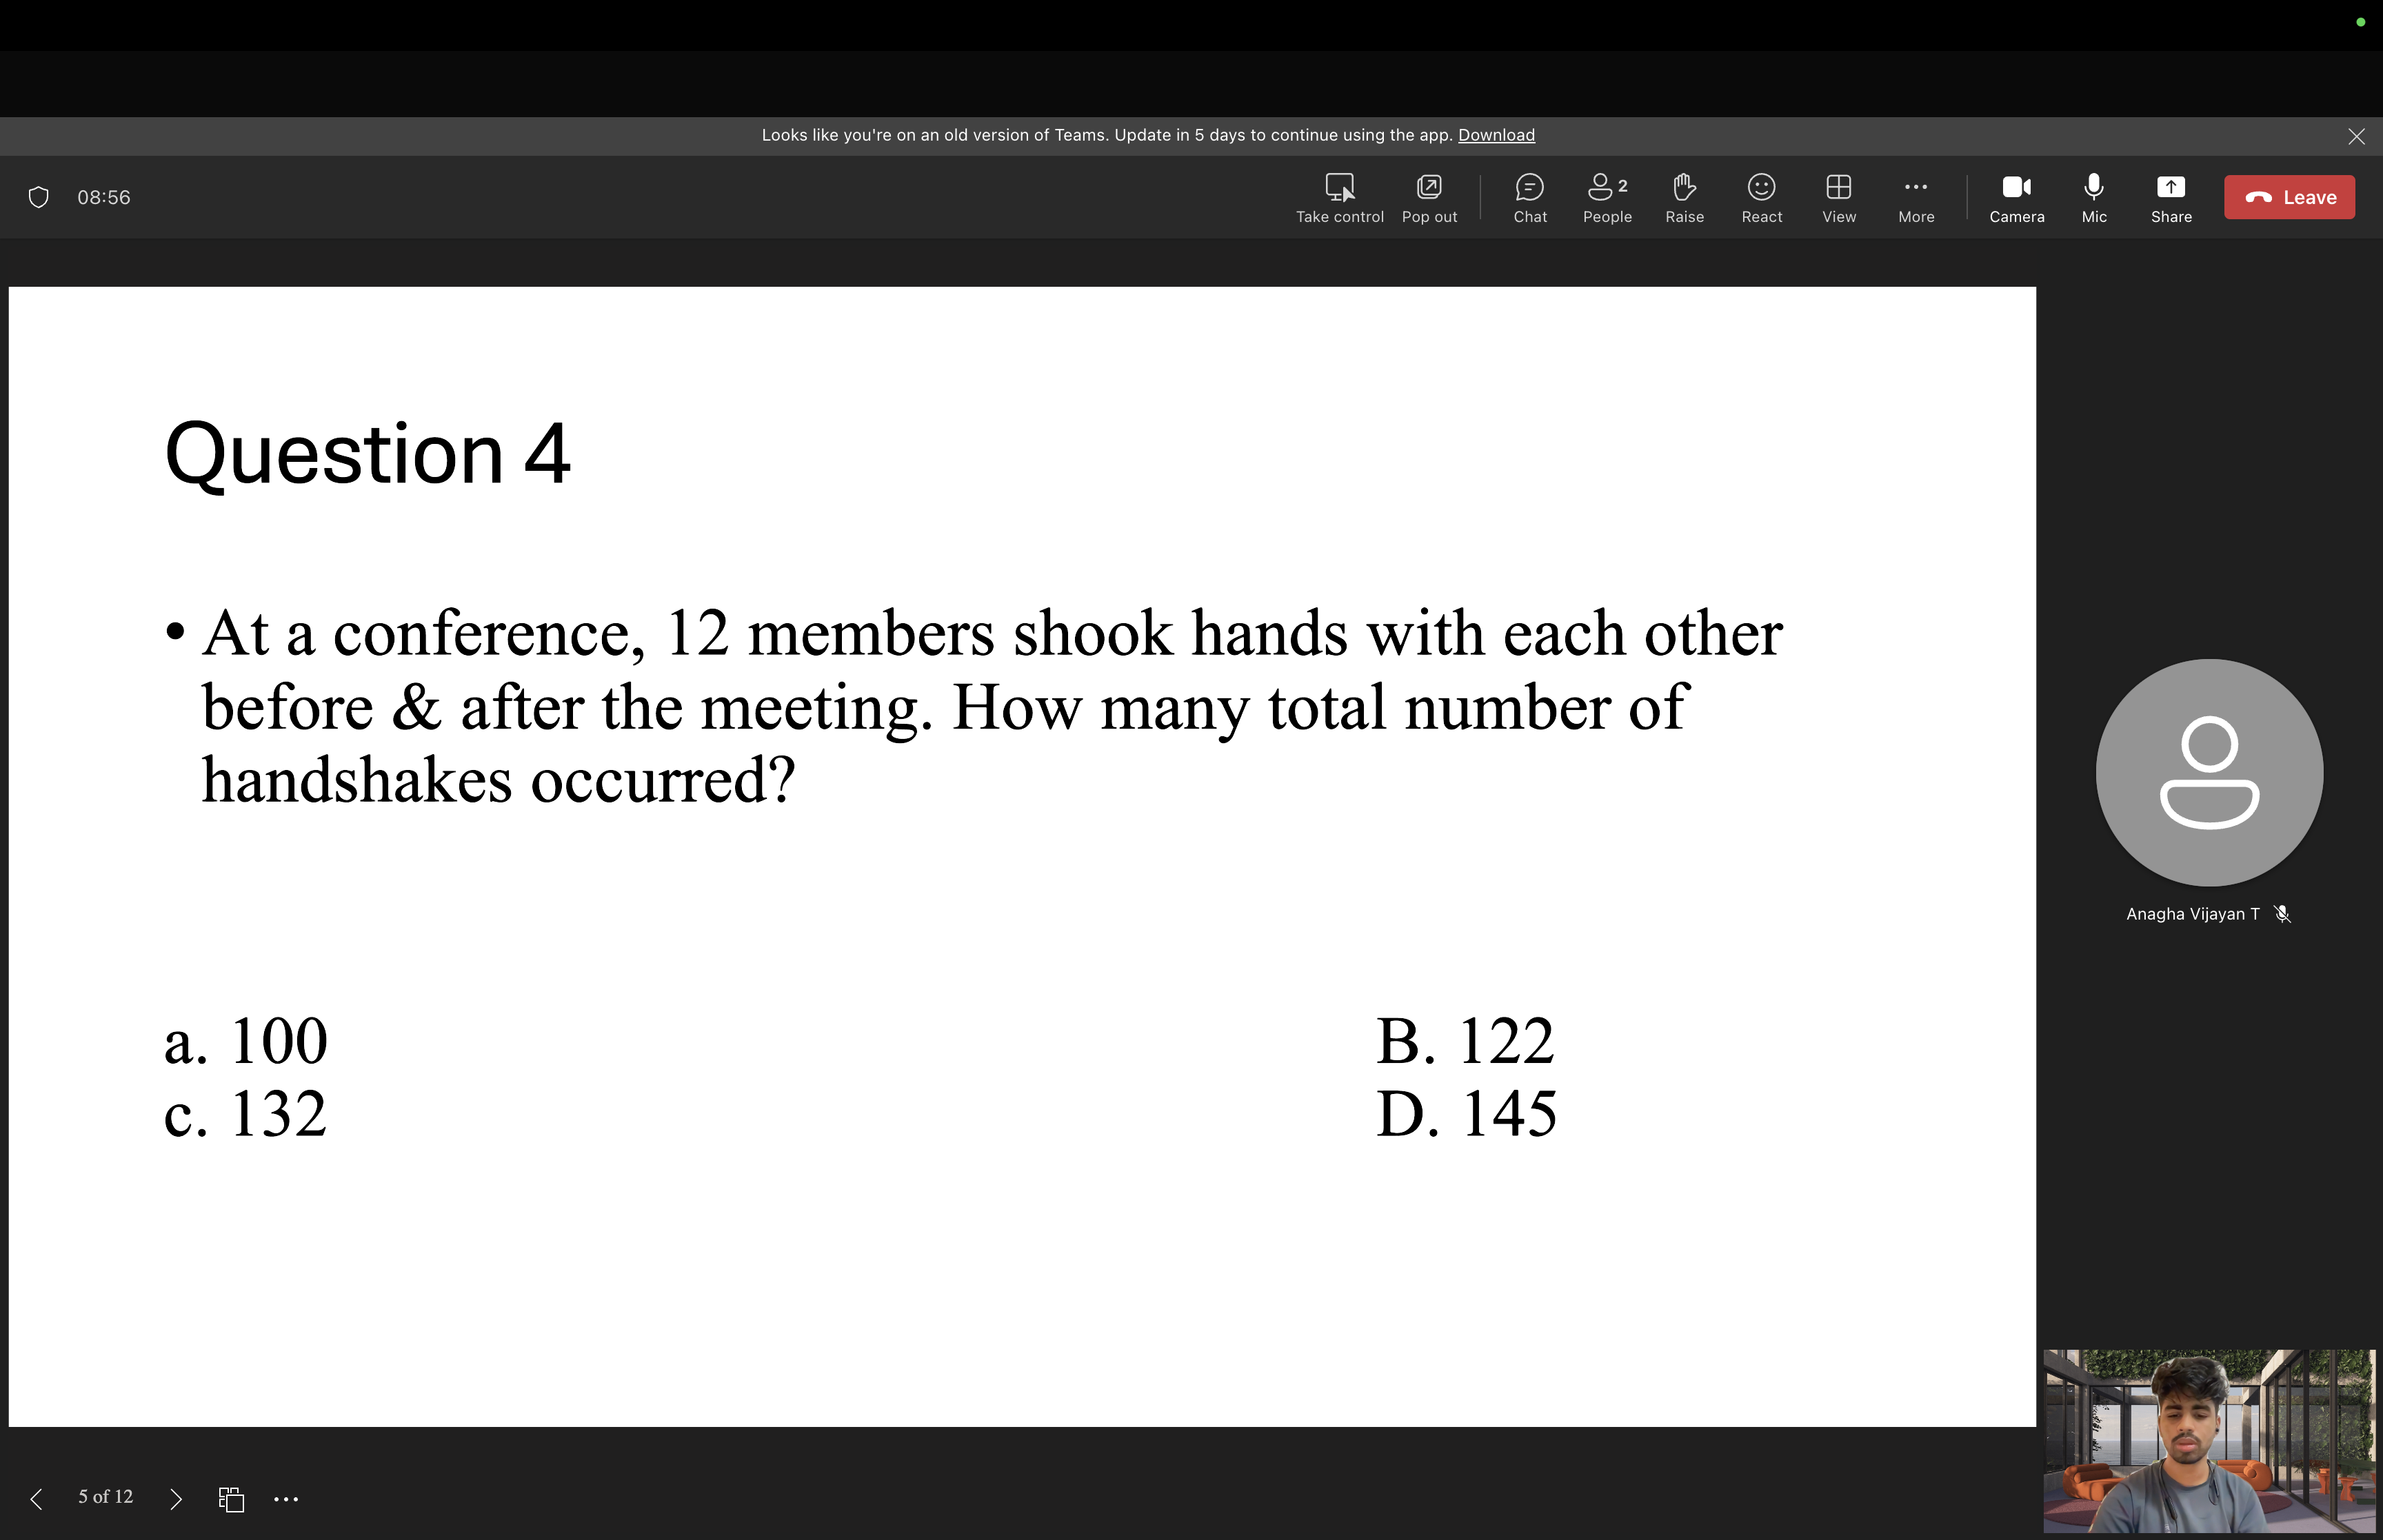 Looks like you're on an old version of Teams. Update in 5 days to continue using the app. Download
08:56
Take control
Pop out
Chat
People 2
Raise
React
View
More
Camera
Mic
Share
Leave
Question 4
• At a conference, 12 members shook hands with each other
before & after the meeting. How many total number of
handshakes occurred?
a. 100
B. 122
c. 132
D. 145
Anagha Vijayan T
5 of 12